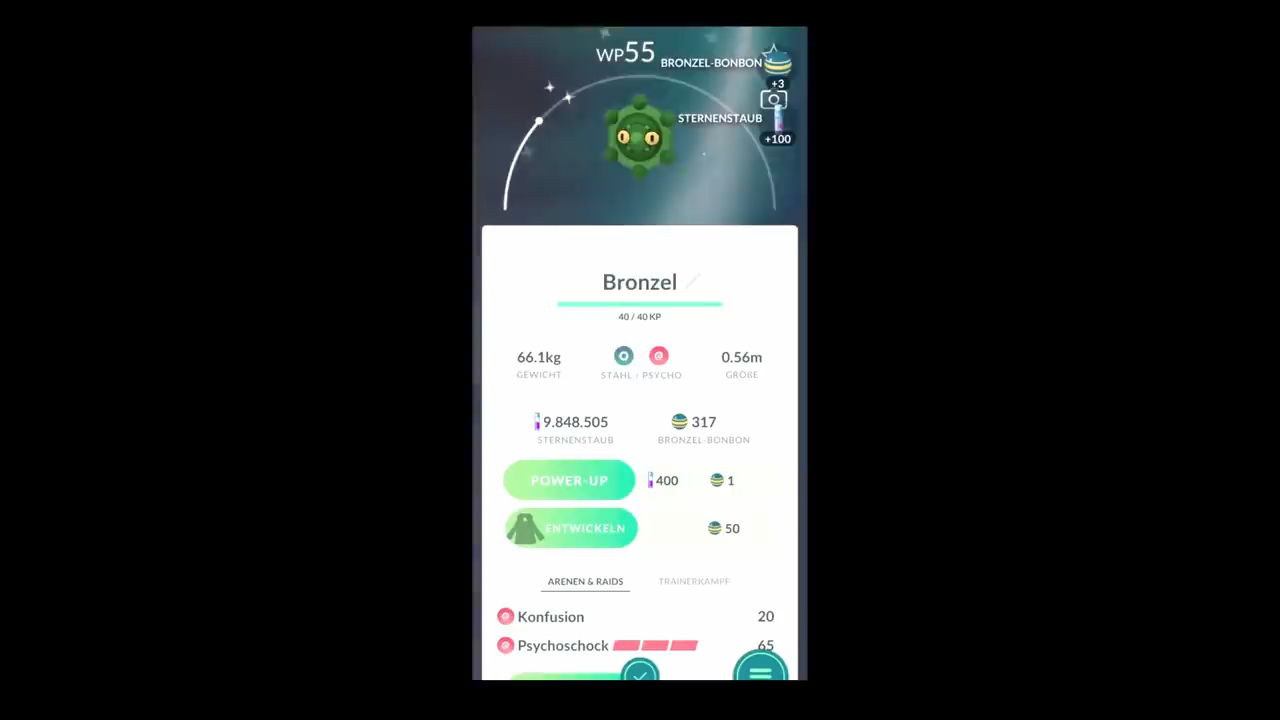 WP55
BRONZEL-BONBON
+3
STERNENSTAUB
+100
Bronzel
40 / 40 KP
66.1kg
GEWICHT
STAHL / PSYCHO
0.56m
GRÖßE
9.848.505
STERNENSTAUB
317
BRONZEL-BONBON
POWER-UP
400
1
ENTWICKELN
50
ARENEN & RAIDS
TRAINERKAMPF
Konfusion
20
Psychoschock
65